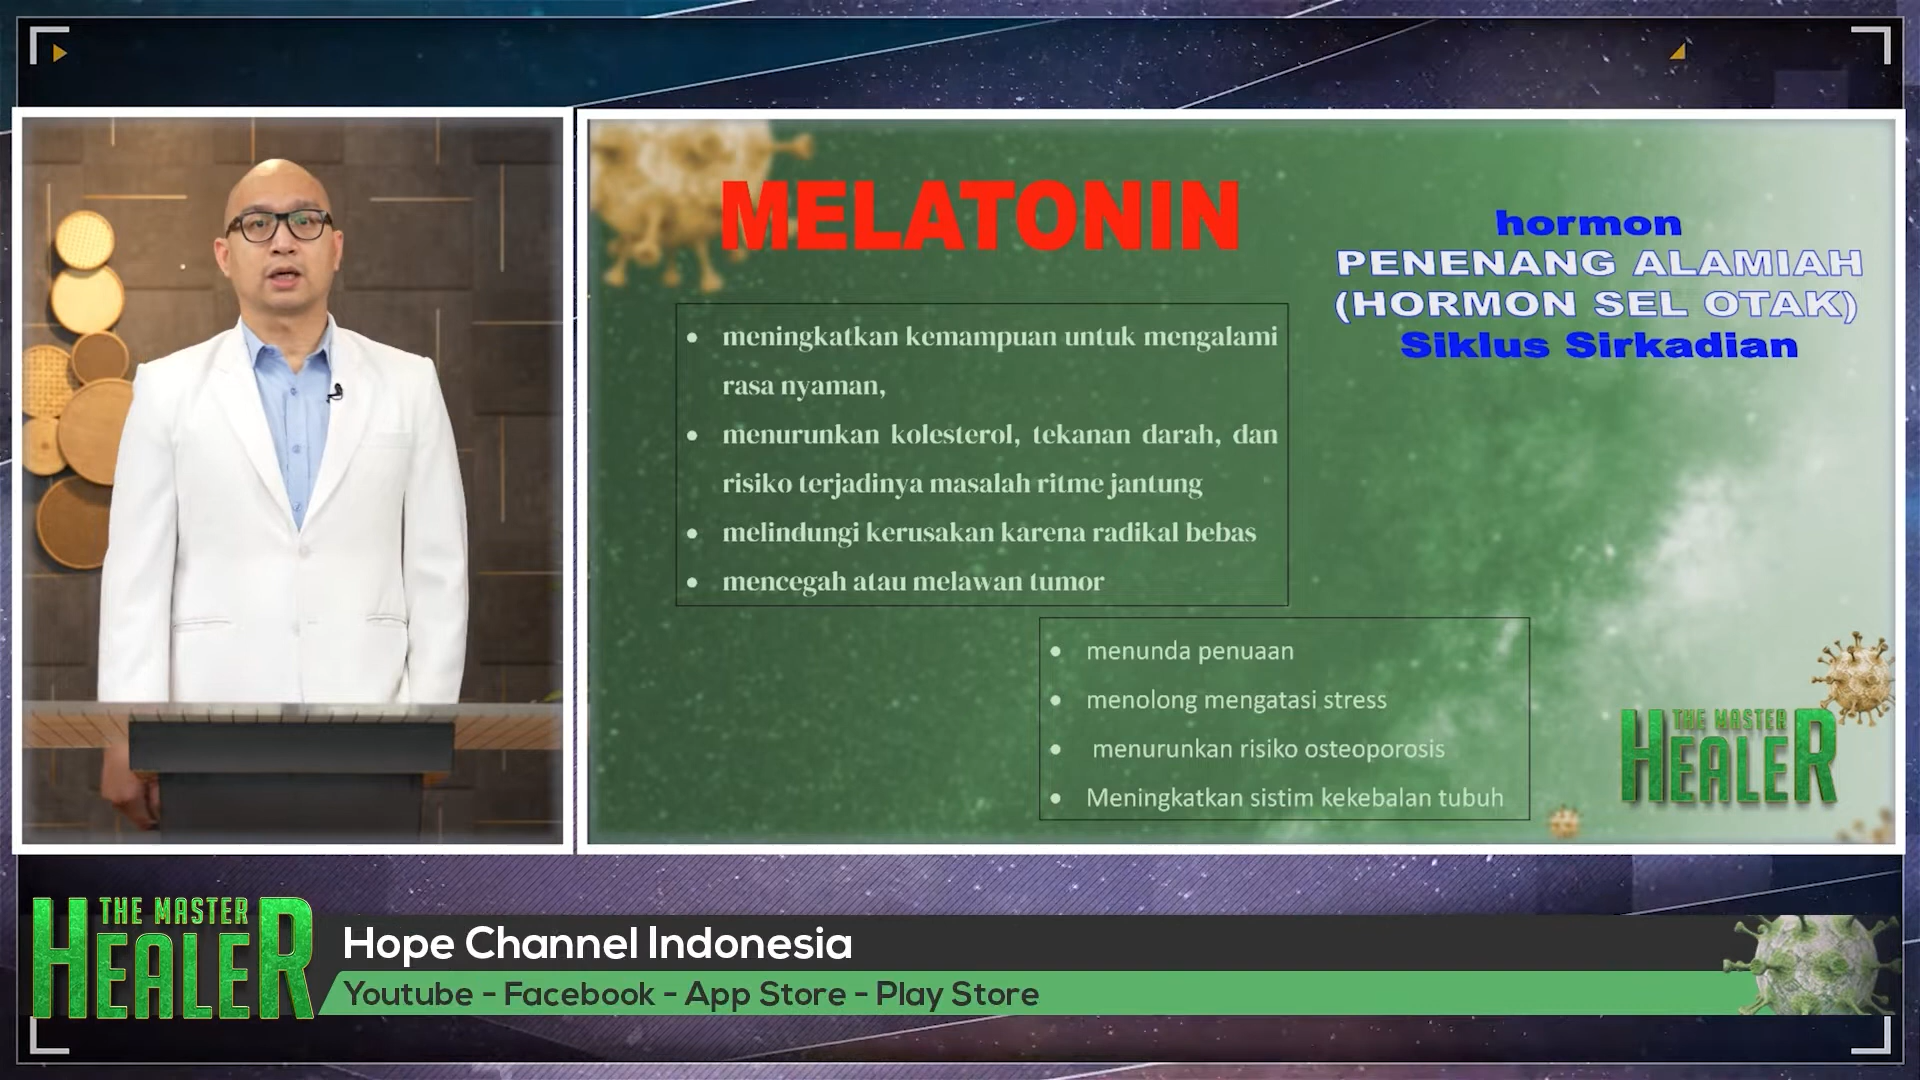 MELATONIN
hormon
PENENANG ALAMIAH
(HORMON SEL OTAK)
Siklus Sirkadian
• meningkatkan kemampuan untuk mengalami
rasa nyaman,
• menurunkan kolesterol, tekanan darah, dan
risiko terjadinya masalah ritme jantung
• melindungi kerusakan karena radikal bebas
• mencegah atau melawan tumor
• menunda penuaan
• menolong mengatasi stress
• menurunkan risiko osteoporosis
• Meningkatkan sistim kekebalan tubuh
THE MASTER
HEALER
THE MASTER
HEALER
Hope Channel Indonesia
Youtube - Facebook - App Store - Play Store